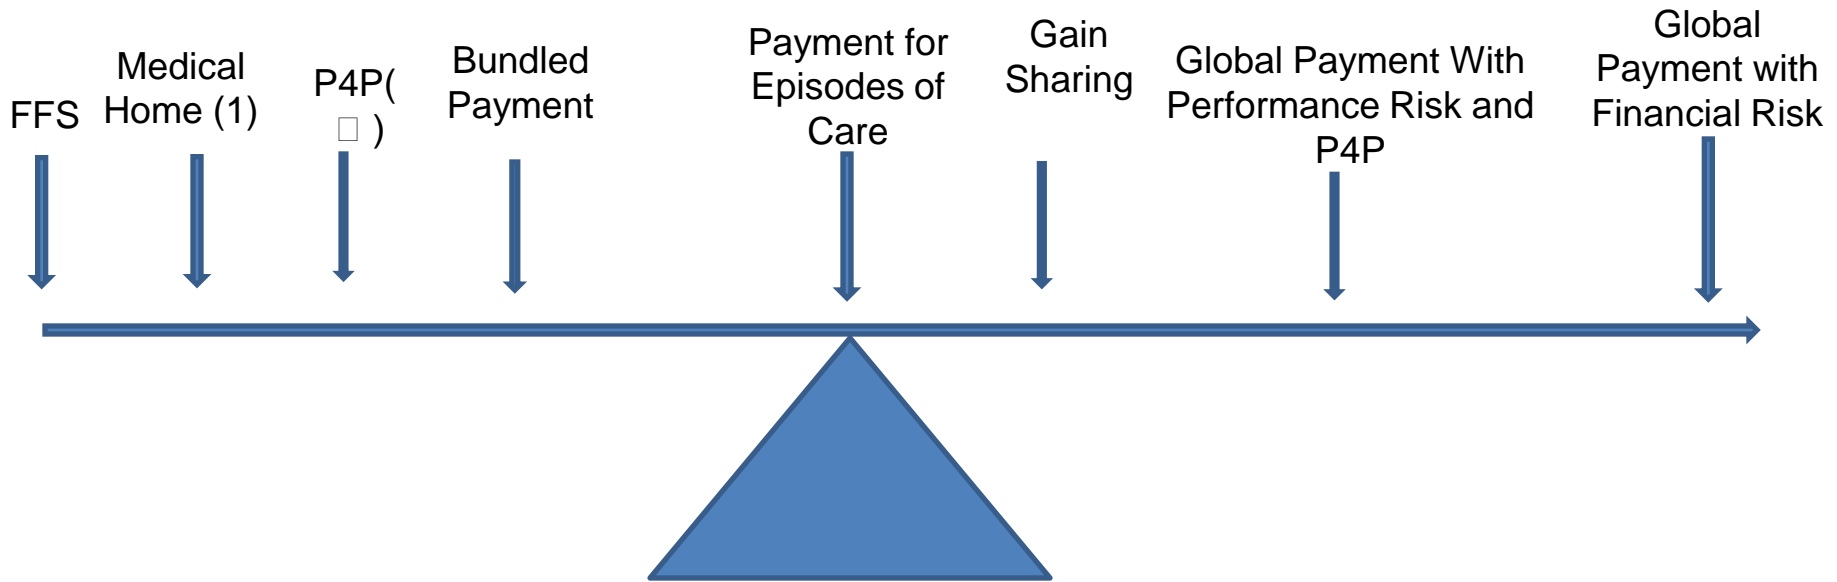 FFS
Medical
Home (1)
P4P(
□ )
Bundled
Payment
Payment for
Episodes of
Care
Gain
Sharing
Global Payment With
Performance Risk and
P4P
Global
Payment with
Financial Risk